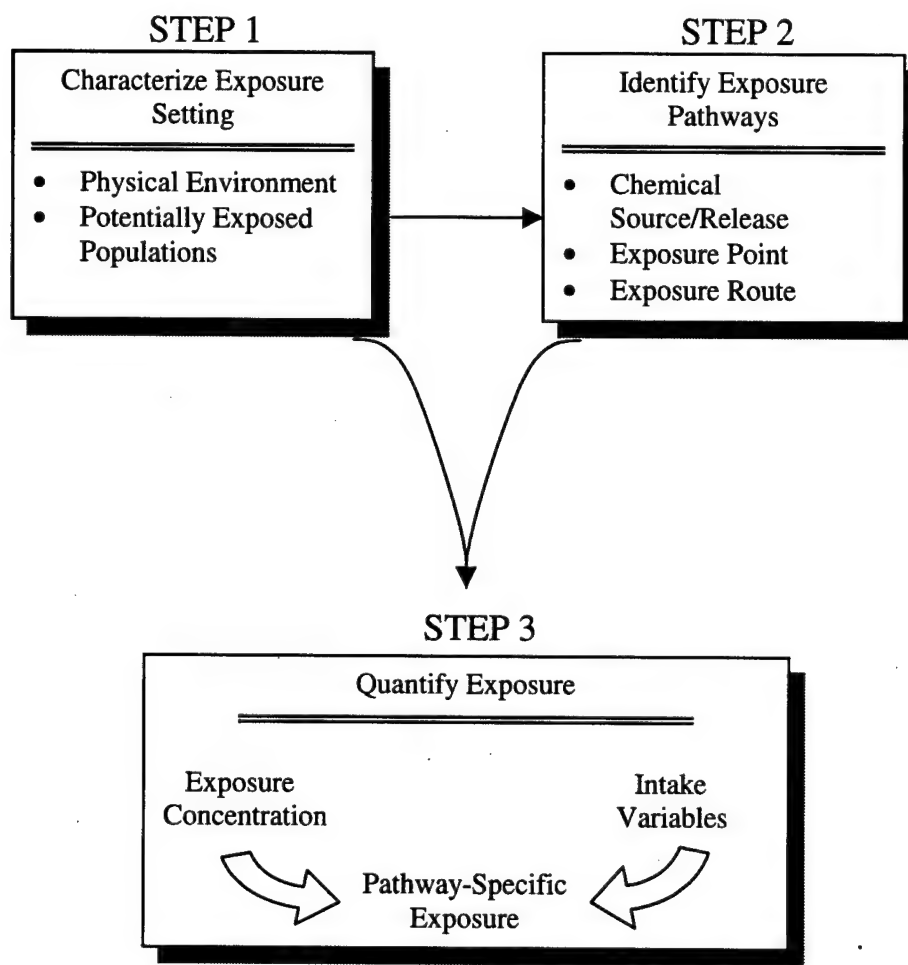 STEP 1
Characterize Exposure
Setting
• Physical Environment
• Potentially Exposed
Populations
STEP 2
Identify Exposure
Pathways
• Chemical
Source/Release
• Exposure Point
• Exposure Route
STEP 3
Quantify Exposure
Exposure
Concentration
Intake
Variables
Pathway-Specific
Exposure